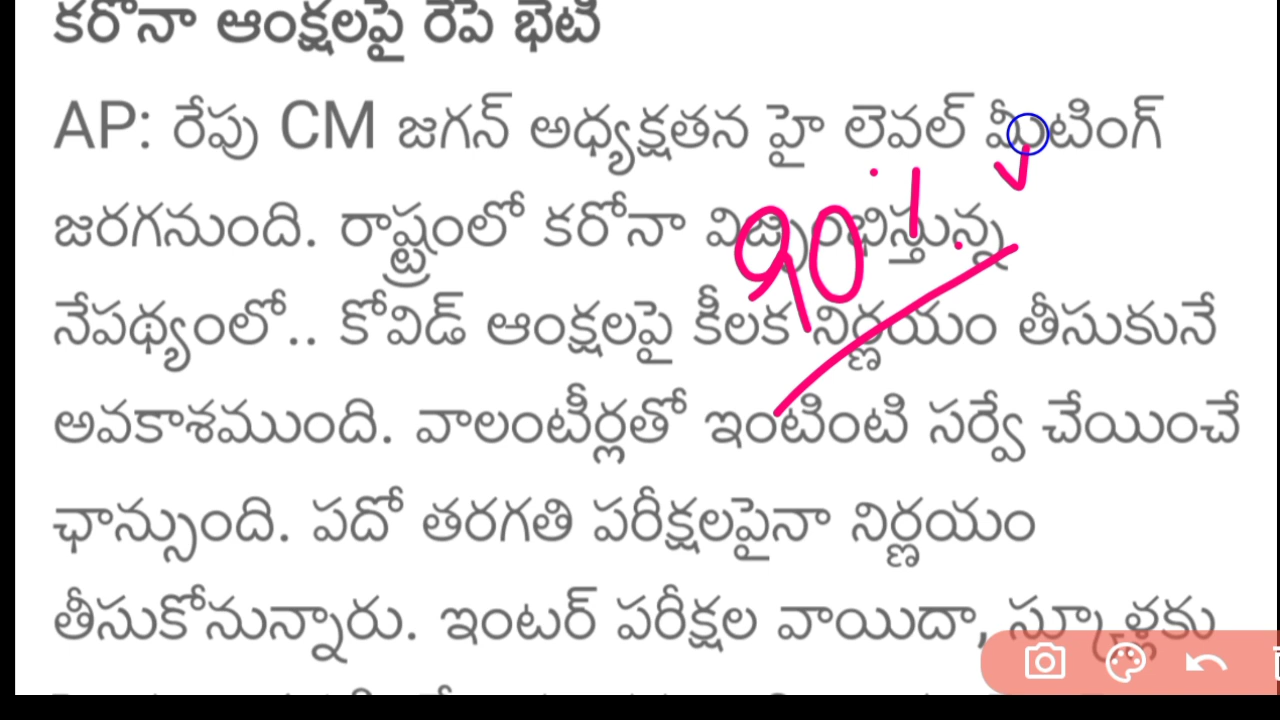 కరోనా ఆంక్షలపై రేపే భేటీ
AP: రేపు CM జగన్ అధ్యక్షతన హై లెవల్ మీటింగ్
జరగనుంది. రాష్ట్రంలో కరోనా విజృంభిస్తున్న
90
నేపథ్యంలో.. కోవిడ్ ఆంక్షలపై కీలక నిర్ణయం తీసుకునే
అవకాశముంది. వాలంటీర్లతో ఇంటింటి సర్వే చేయించే
ఛాన్సుంది. పదో తరగతి పరీక్షలపైనా నిర్ణయం
తీసుకోనున్నారు. ఇంటర్ పరీక్షల వాయిదా, స్కూళ్లకు